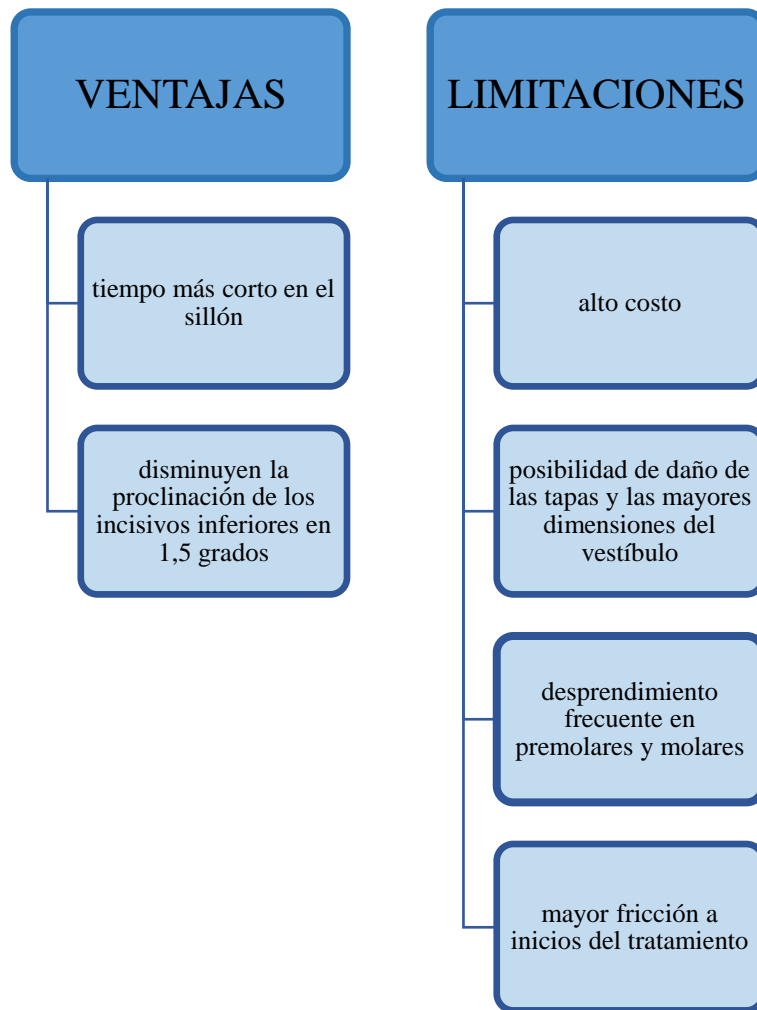 VENTAJAS
tiempo más corto en el
sillón
disminuyen la
proclinación de los
incisivos inferiores en
1,5 grados
LIMITACIONES
alto costo
posibilidad de daño de
las tapas y las mayores
dimensiones del
vestíbulo
desprendimiento
frecuente en
premolares y molares
mayor fricción a
inicios del tratamiento